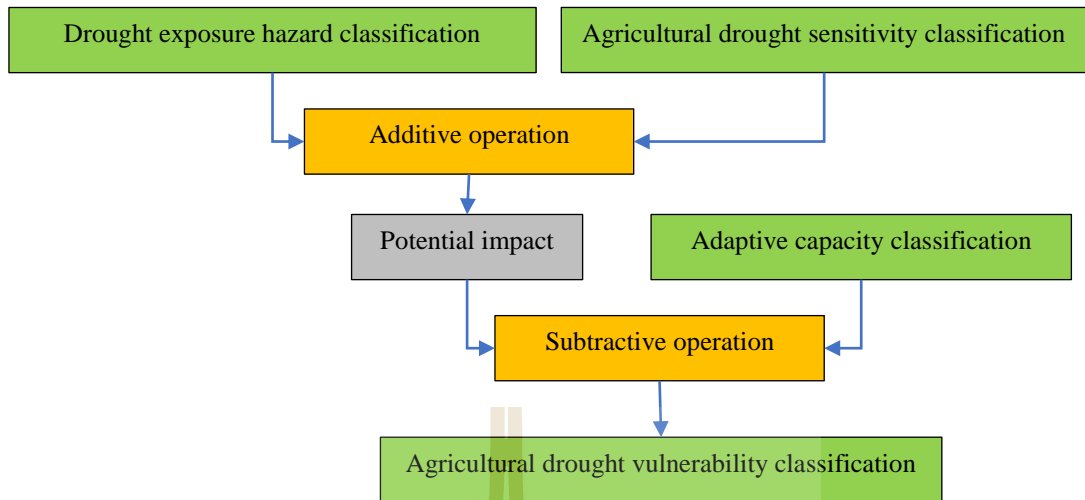 Drought exposure hazard classification
Agricultural drought sensitivity classification
Additive operation
Potential impact
Adaptive capacity classification
Subtractive operation
Agricultural drought vulnerability classification